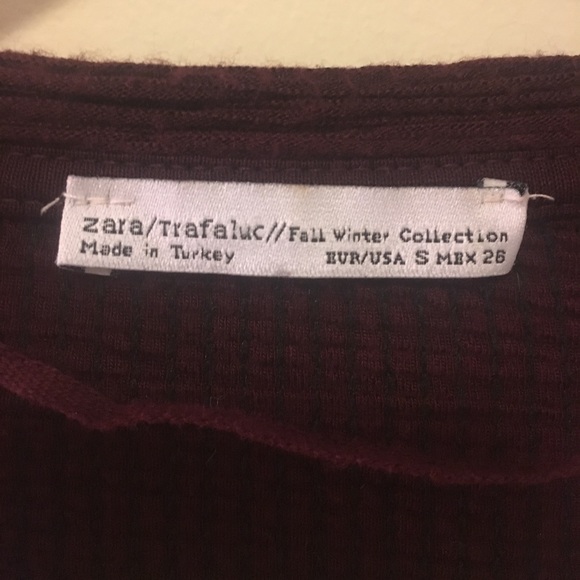 zara/Trafaluc//Fall Winter Collection
Made in Turkey EUR/USA S MEX 26